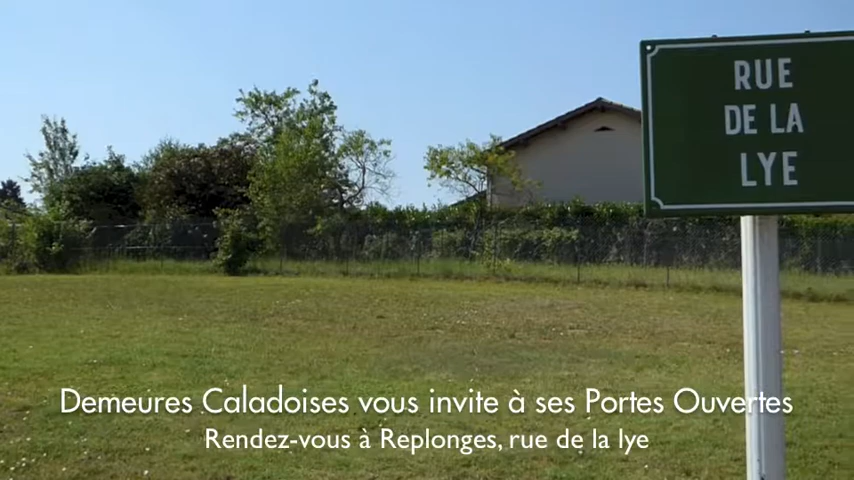 RUE
DE LA
LYE
Demeures Caladoises vous invite à ses Portes Ouvertes
Rendez-vous à Replonges, rue de la lye